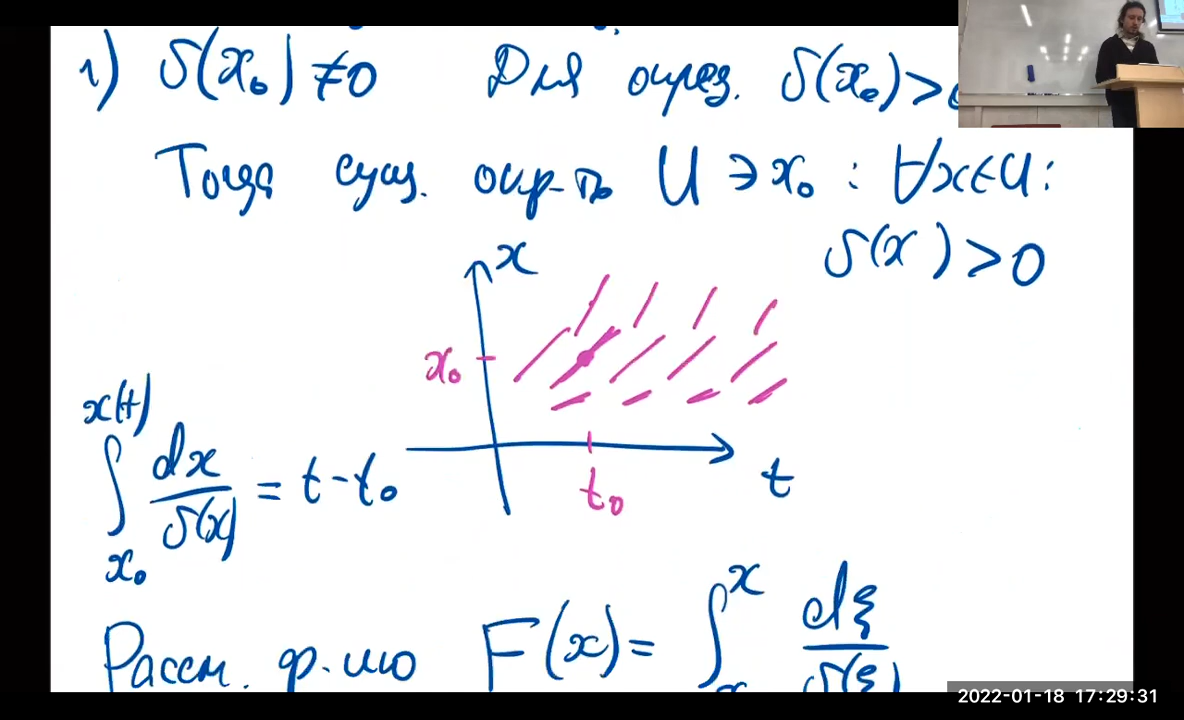 1) υ(x₀) ≠ 0 Для опред. υ(x₀) >
Тогда сущ. окр-ть U ∋ x₀ : ∀x∈U:
υ(x) > 0
x
x₀
t₀
t
∫_{x₀}^{x(t)} dx/υ(x) = t - t₀
Рассм. ф-цию F(x) = ∫^{x} dξ/υ(ξ)
2022-01-18 17:29:31